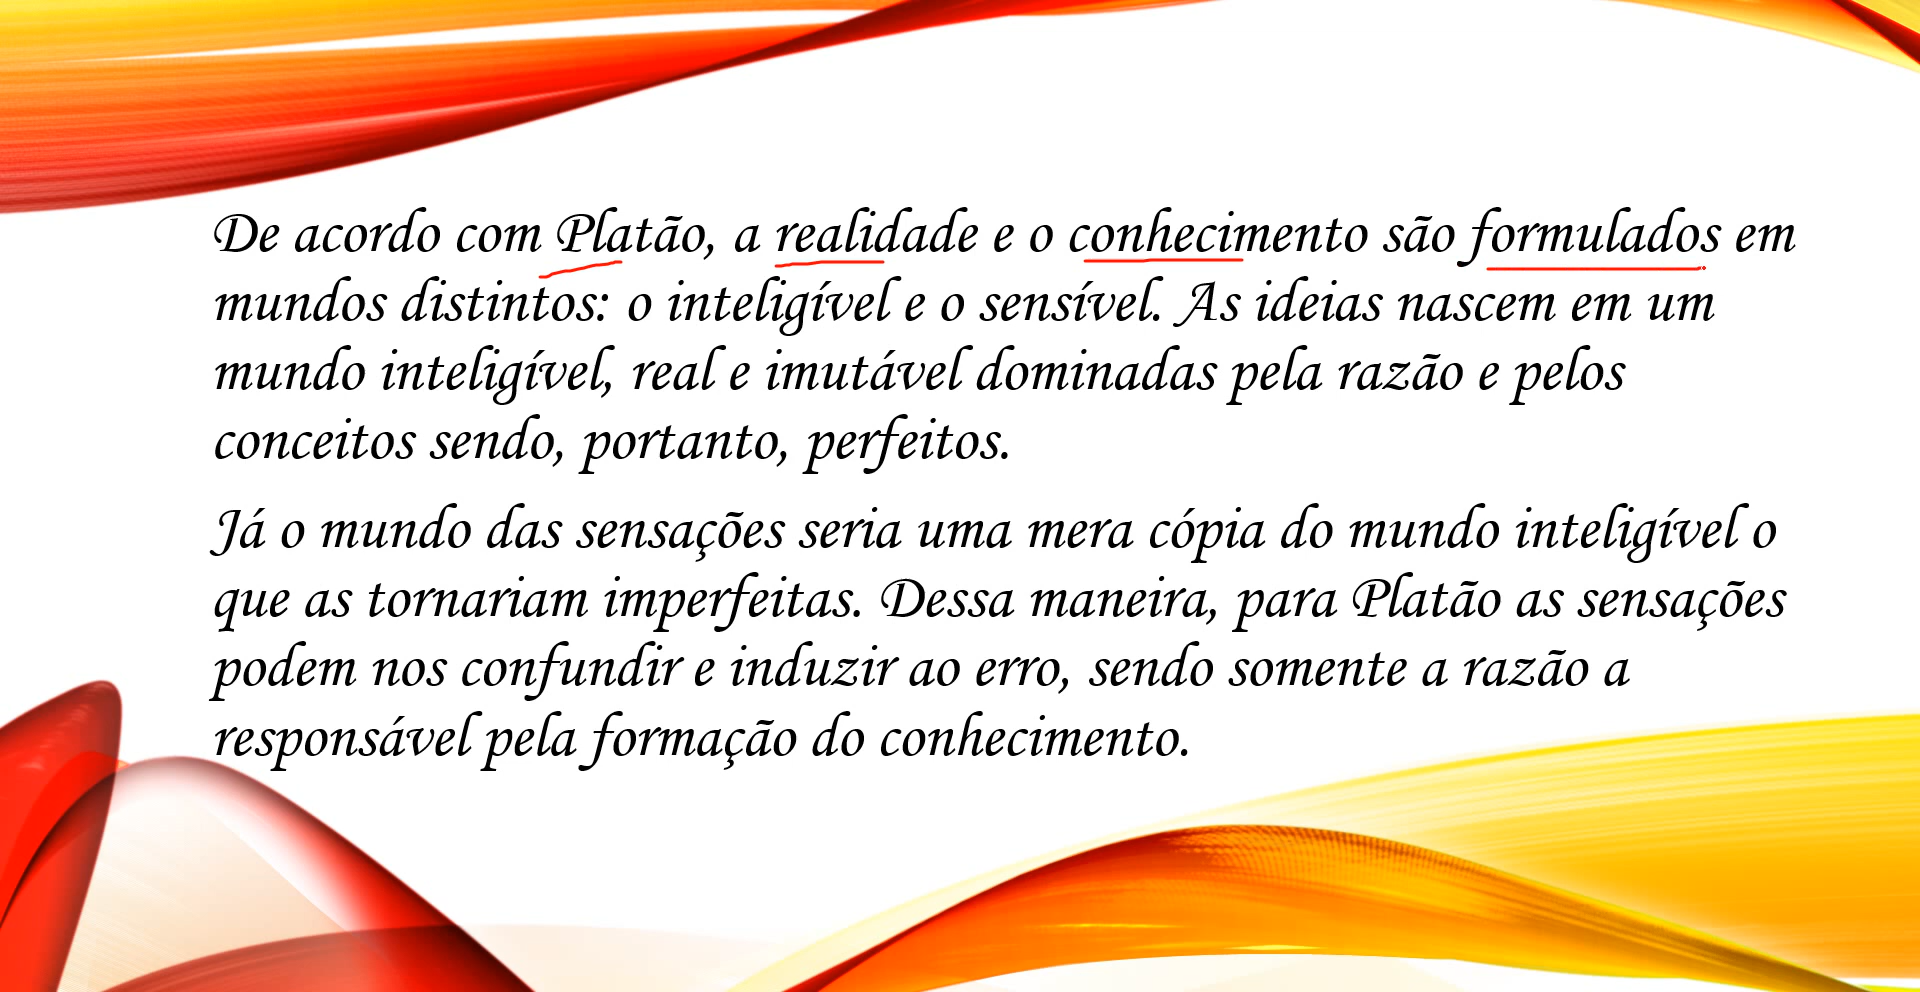 De acordo com Platão, a realidade e o conhecimento são formulados em
mundos distintos: o inteligível e o sensível. As ideias nascem em um
mundo inteligível, real e imutável dominadas pela razão e pelos
conceitos sendo, portanto, perfeitos.
Já o mundo das sensações seria uma mera cópia do mundo inteligível o
que as tornariam imperfeitas. Dessa maneira, para Platão as sensações
podem nos confundir e induzir ao erro, sendo somente a razão a
responsável pela formação do conhecimento.